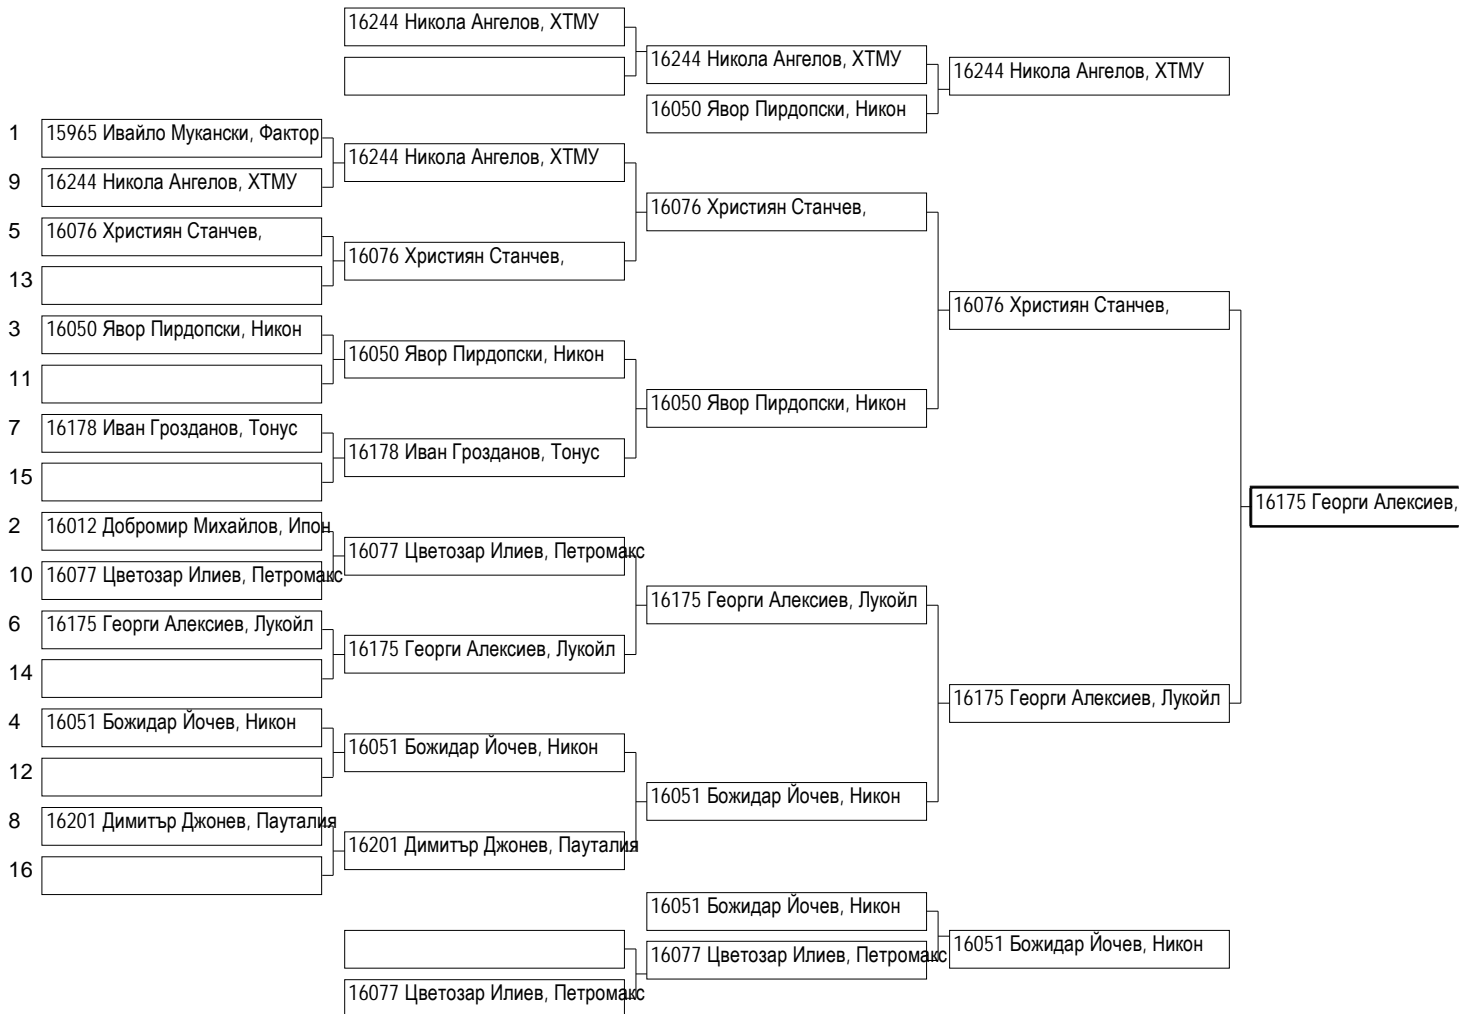 16244 Никола Ангелов, ХТМУ
16244 Никола Ангелов, ХТМУ
16244 Никола Ангелов, ХТМУ
16050 Явор Пирдопски, Никон
1 15965 Ивайло Мукански, Фактор
16244 Никола Ангелов, ХТМУ
9 16244 Никола Ангелов, ХТМУ
16076 Християн Станчев,
5 16076 Християн Станчев,
16076 Християн Станчев,
13
16076 Християн Станчев,
3 16050 Явор Пирдопски, Никон
16050 Явор Пирдопски, Никон
11
16050 Явор Пирдопски, Никон
7 16178 Иван Грозданов, Тонус
16178 Иван Грозданов, Тонус
15
16175 Георги Алексиев,
2 16012 Добромир Михайлов, Ипон
16077 Цветозар Илиев, Петромакс
10 16077 Цветозар Илиев, Петромакс
16175 Георги Алексиев, Лукойл
6 16175 Георги Алексиев, Лукойл
16175 Георги Алексиев, Лукойл
14
16175 Георги Алексиев, Лукойл
4 16051 Божидар Йочев, Никон
16051 Божидар Йочев, Никон
12
16051 Божидар Йочев, Никон
8 16201 Димитър Джонев, Пауталия
16201 Димитър Джонев, Пауталия
16
16051 Божидар Йочев, Никон
16051 Божидар Йочев, Никон
16077 Цветозар Илиев, Петромакс
16077 Цветозар Илиев, Петромакс